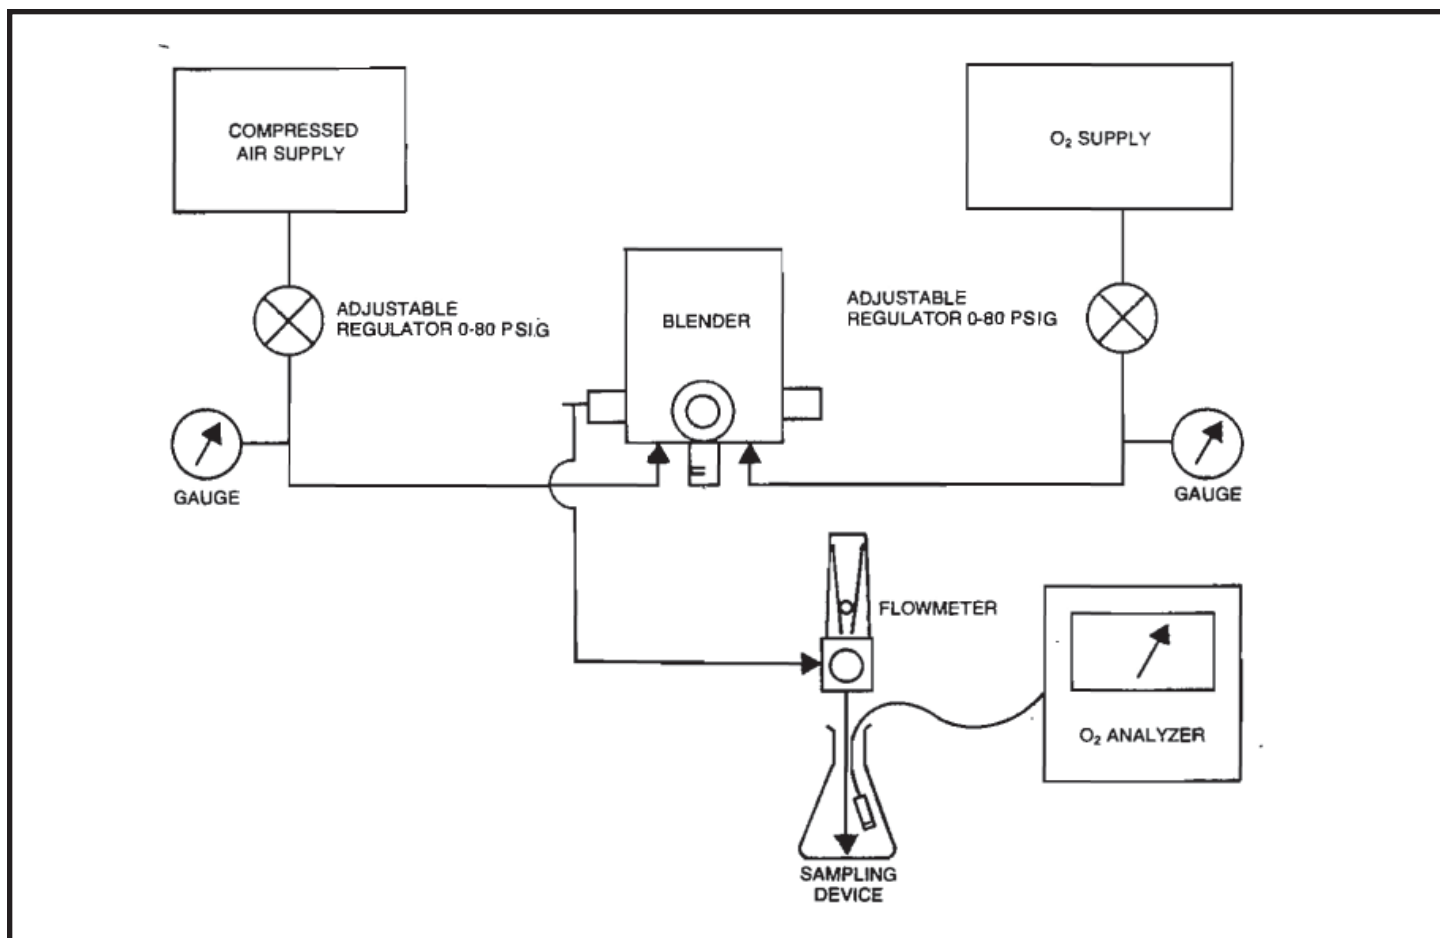 COMPRESSED
AIR SUPPLY
O₂ SUPPLY
ADJUSTABLE
REGULATOR 0-80 PSIG
BLENDER
ADJUSTABLE
REGULATOR 0-80 PSIG
GAUGE
GAUGE
FLOWMETER
O₂ ANALYZER
SAMPLING
DEVICE